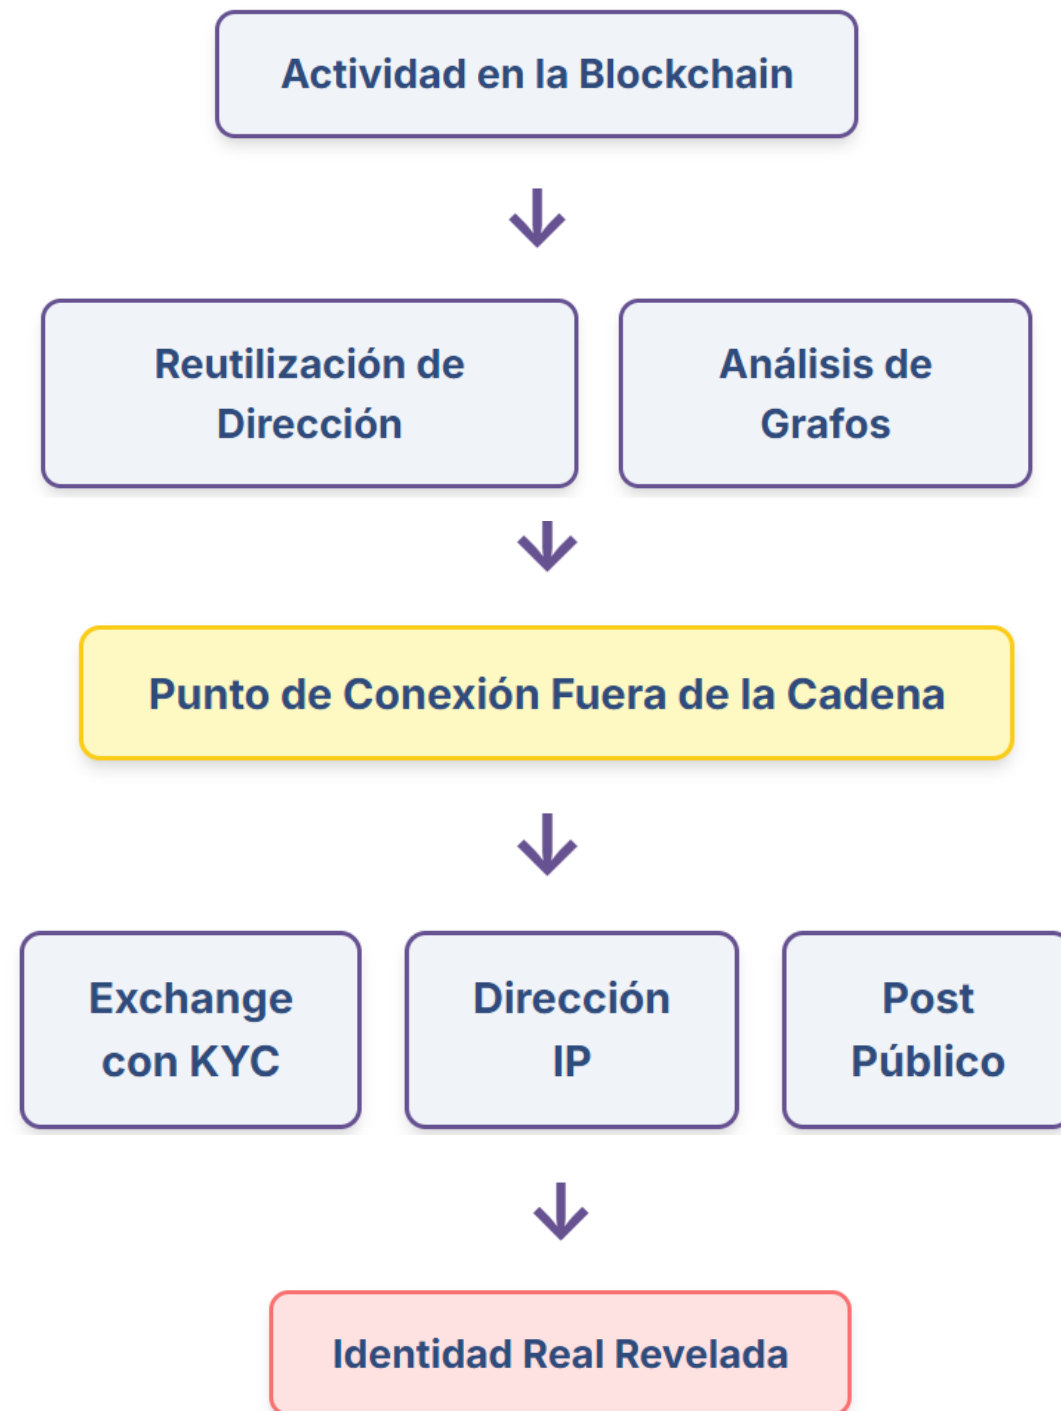 Actividad en la Blockchain
Reutilización de
Dirección
Análisis de
Grafos
Punto de Conexión Fuera de la Cadena
Exchange
con KYC
Dirección
IP
Post
Público
Identidad Real Revelada